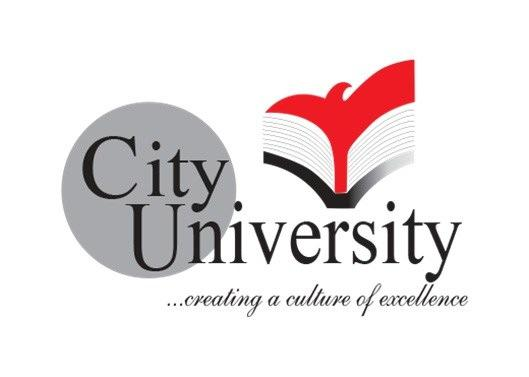 City
University
...creating a culture of excellence